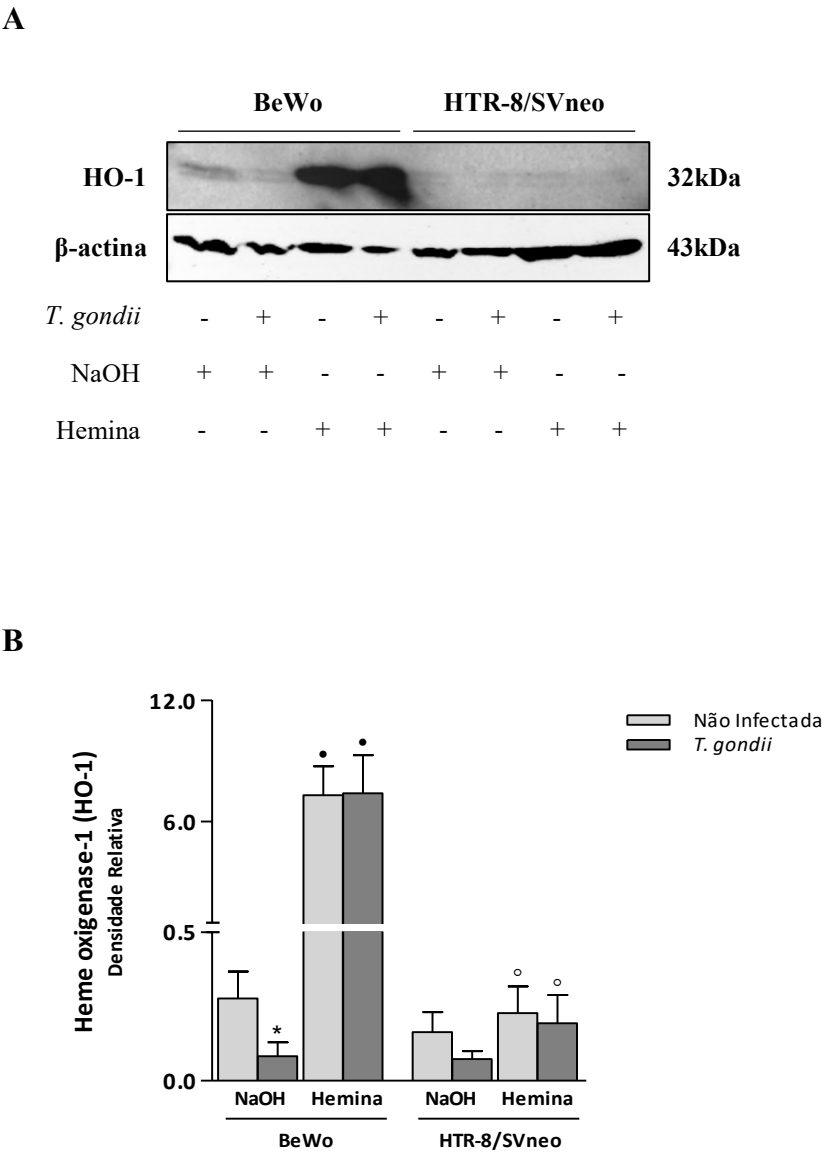 A
BeWo HTR-8/SVneo
HO-1 32kDa
β-actina 43kDa
T. gondii - + - + - + - +
NaOH + + - - + + - -
Hemina - - + + - - + +
B
Heme oxigenase-1 (HO-1)
Densidade Relativa
12.0
6.0
0.5
0.0
• •
*
○ ○
Não Infectada
T. gondii
NaOH Hemina NaOH Hemina
BeWo HTR-8/SVneo